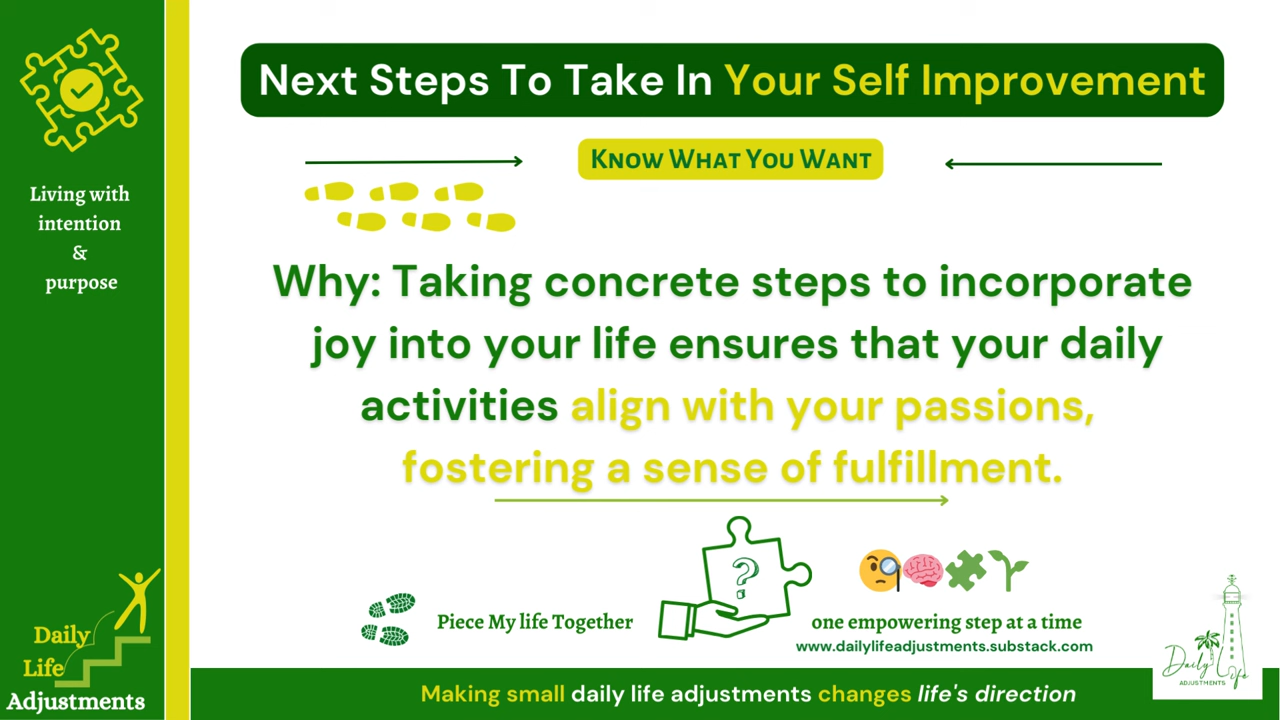 Next Steps To Take In Your Self Improvement
Know What You Want
Living with
intention
&
purpose
Why: Taking concrete steps to incorporate
joy into your life ensures that your daily
activities align with your passions,
fostering a sense of fulfillment.
?
Piece My life Together
one empowering step at a time
www.dailylifeadjustments.substack.com
Daily
Life
Adjustments
Daily Life
ADJUSTMENTS
Making small daily life adjustments changes life's direction